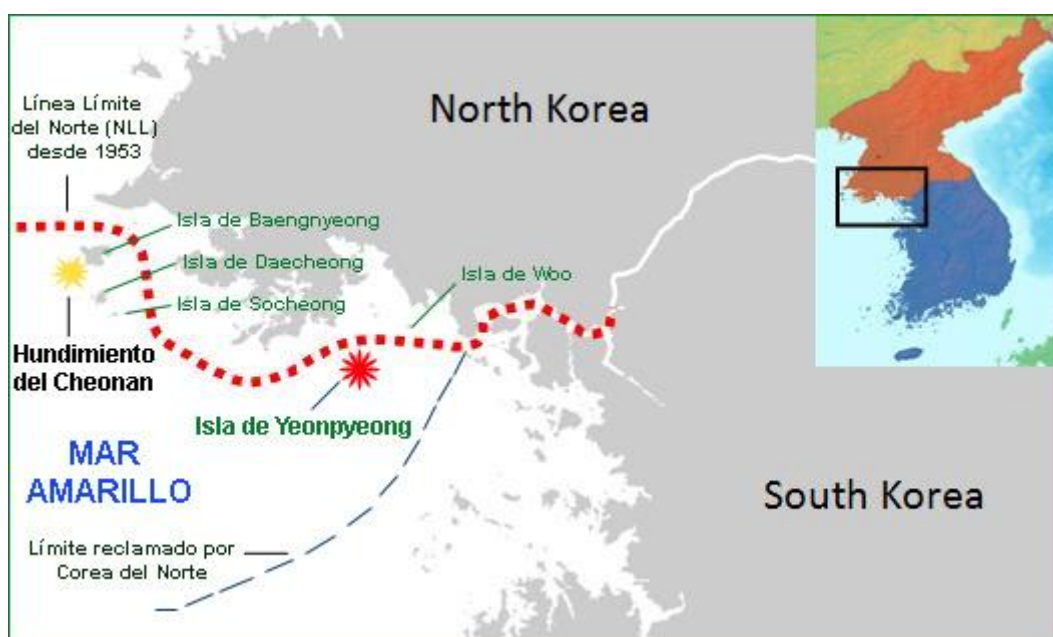 North Korea
Línea Límite
del Norte (NLL)
desde 1953
Isla de Baengnyeong
Isla de Daecheong
Isla de Woo
Isla de Socheong
Hundimiento
del Cheonan
Isla de Yeonpyeong
MAR
AMARILLO
South Korea
Límite reclamado por
Corea del Norte